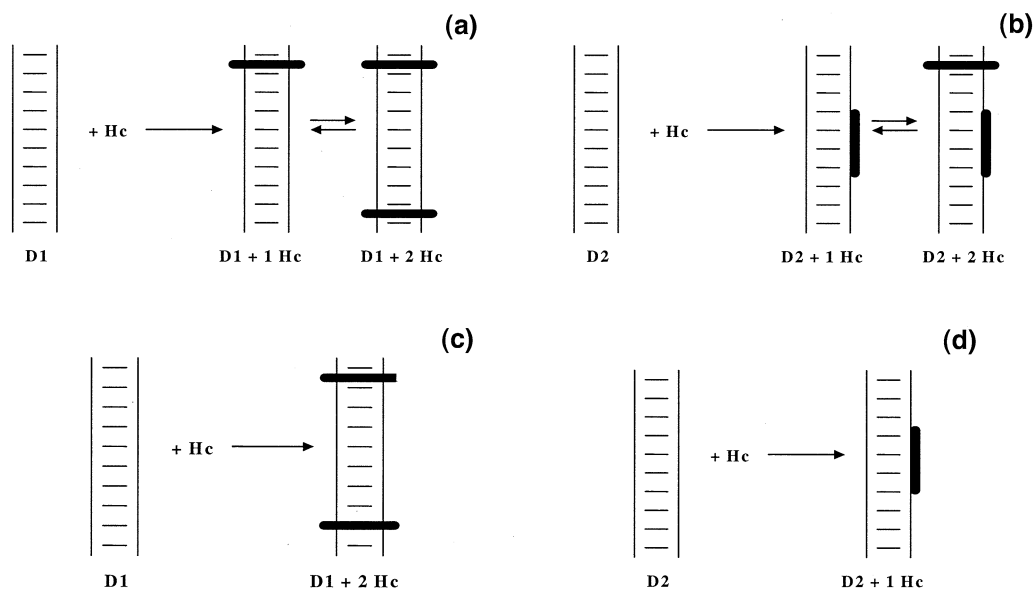 (a)
+ Hc
D1
D1 + 1 Hc
D1 + 2 Hc
(b)
+ Hc
D2
D2 + 1 Hc
D2 + 2 Hc
(c)
+ Hc
D1
D1 + 2 Hc
(d)
+ Hc
D2
D2 + 1 Hc